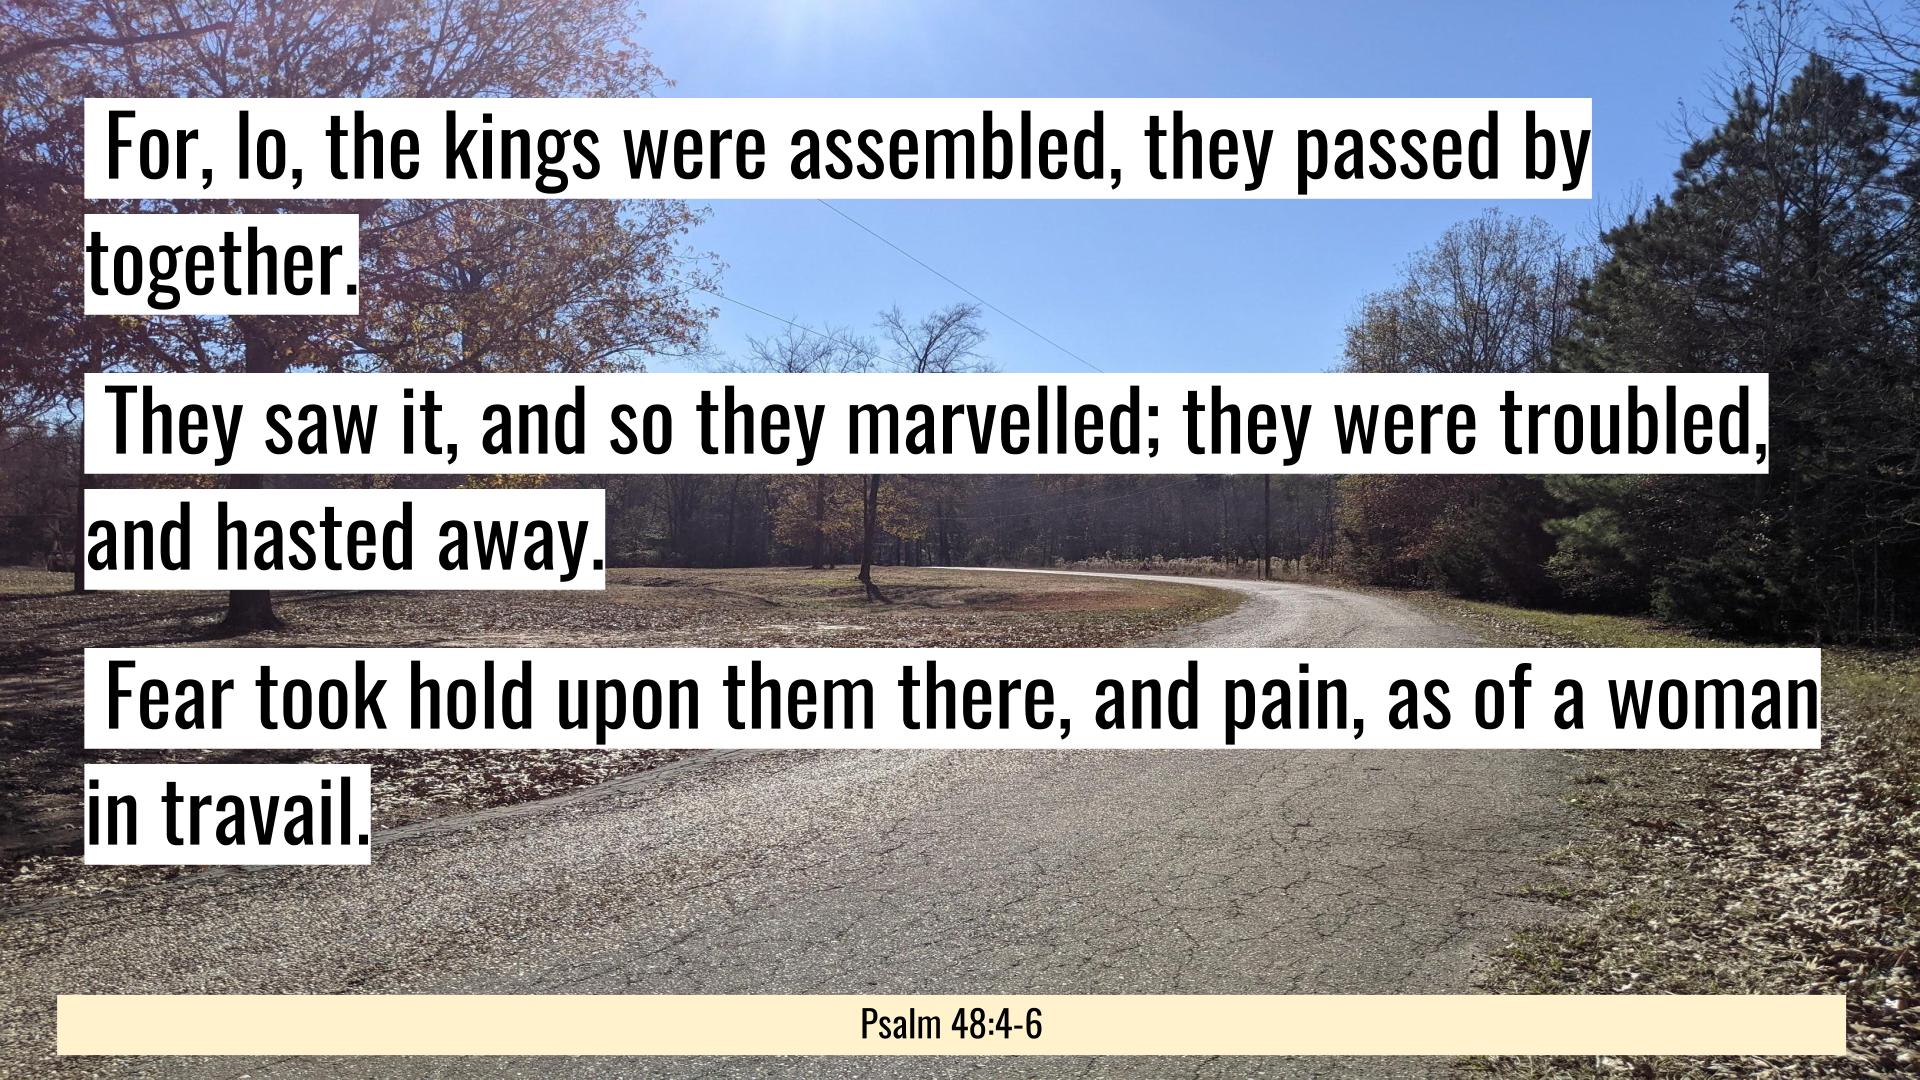 For, lo, the kings were assembled, they passed by
together.
They saw it, and so they marvelled; they were troubled,
and hasted away.
Fear took hold upon them there, and pain, as of a woman
in travail.
Psalm 48:4-6